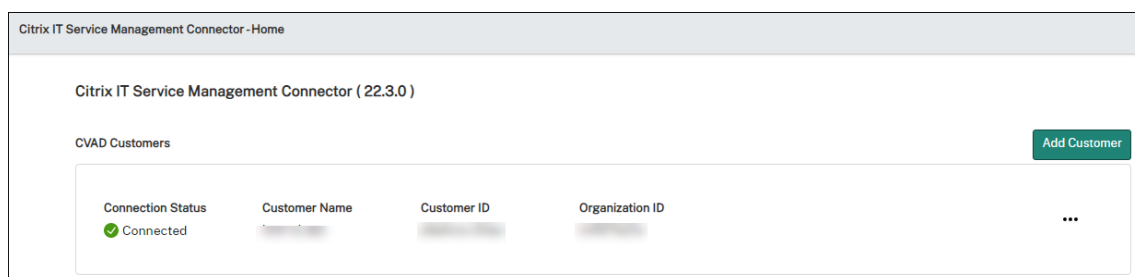 Citrix IT Service Management Connector - Home
Citrix IT Service Management Connector ( 22.3.0 )
CVAD Customers
Add Customer
Connection Status Customer Name Customer ID Organization ID
Connected